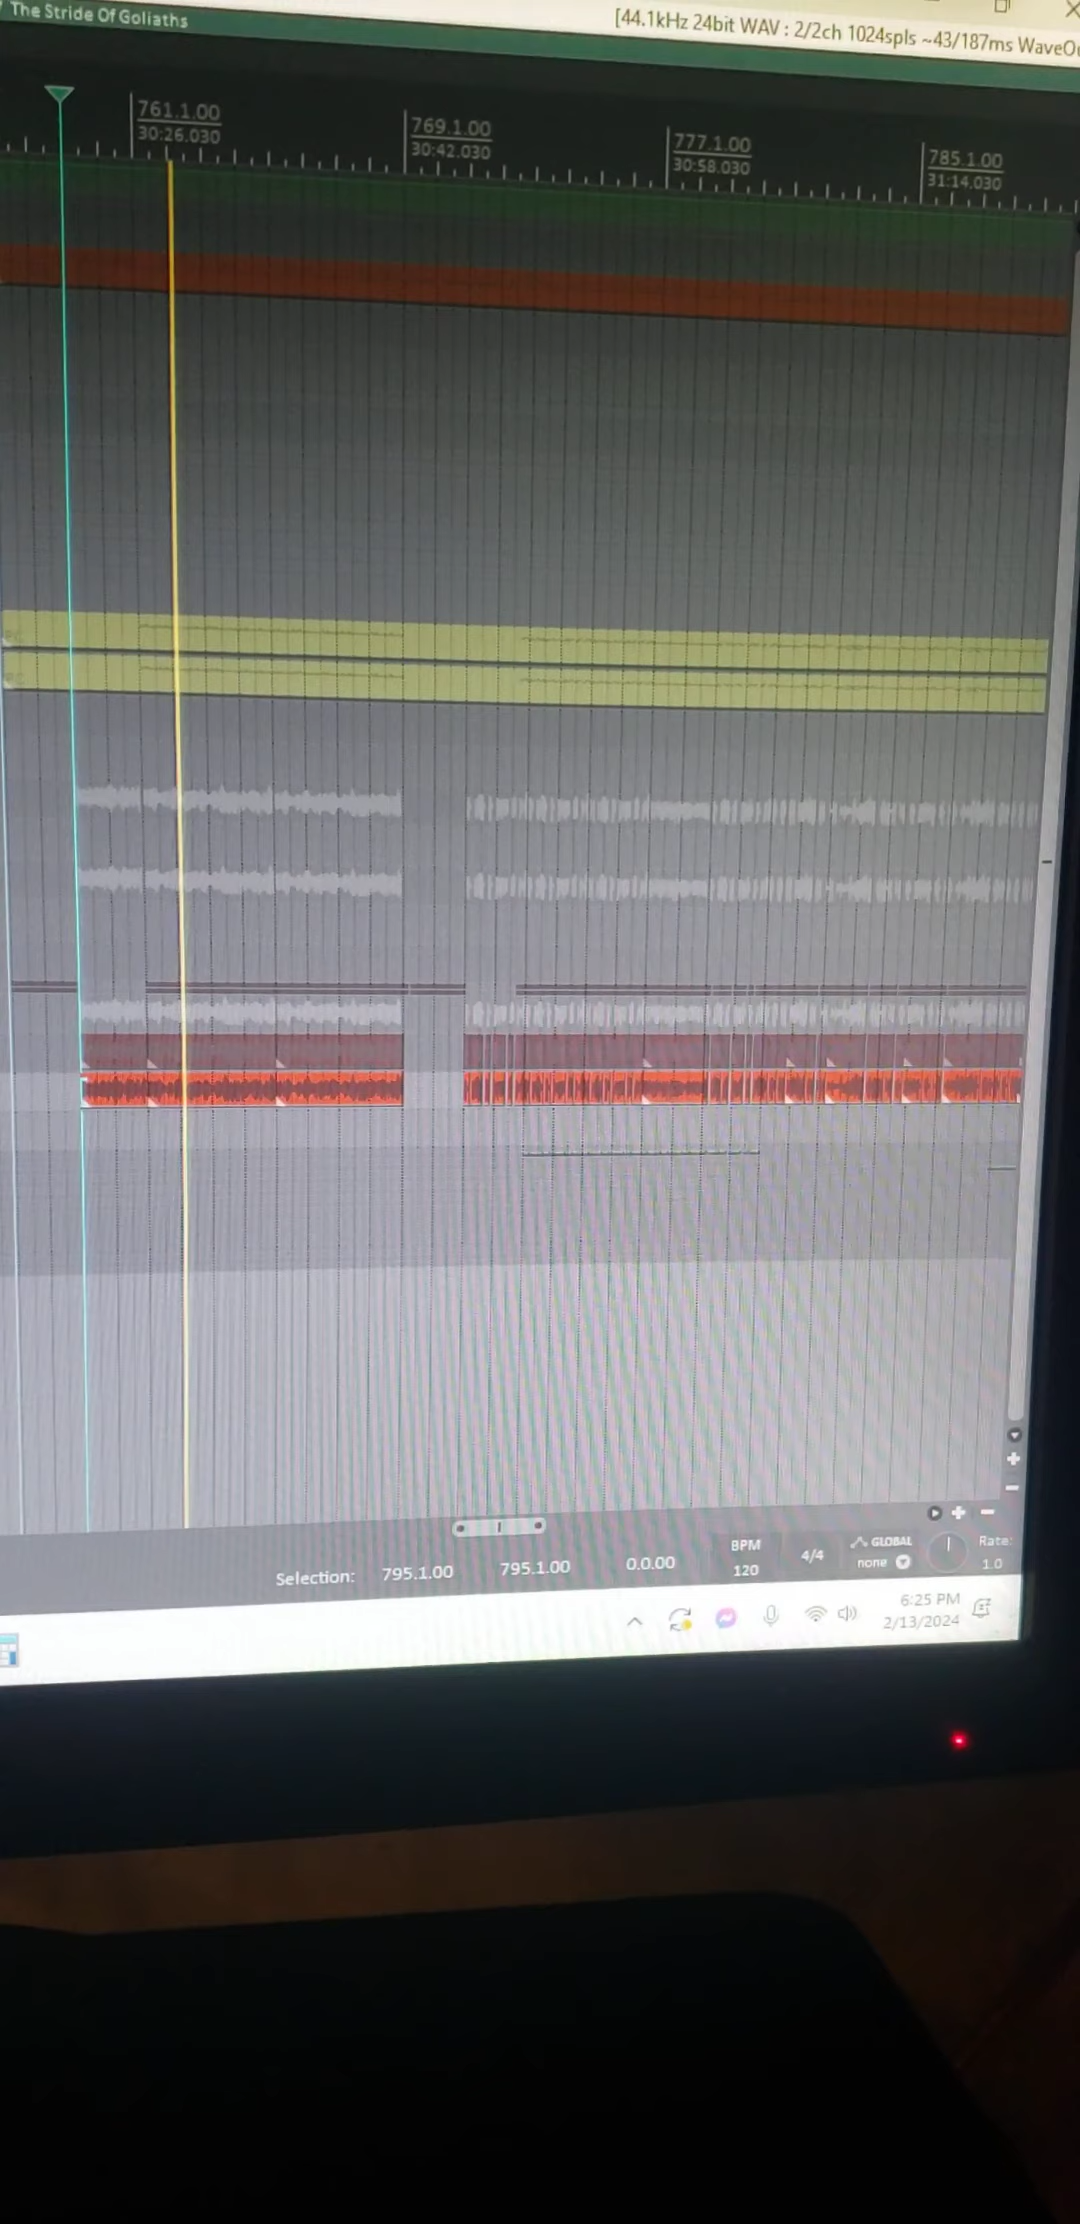 The Stride Of Goliaths
[44.1kHz 24bit WAV : 2/2ch 1024spls ~43/187ms WaveOu
761.1.00
30:26.030
769.1.00
30:42.030
777.1.00
30:58.030
785.1.00
31:14.030
Selection: 795.1.00 795.1.00 0.0.00
BPM
120
4/4
GLOBAL
none
Rate:
1.0
6:25 PM
2/13/2024